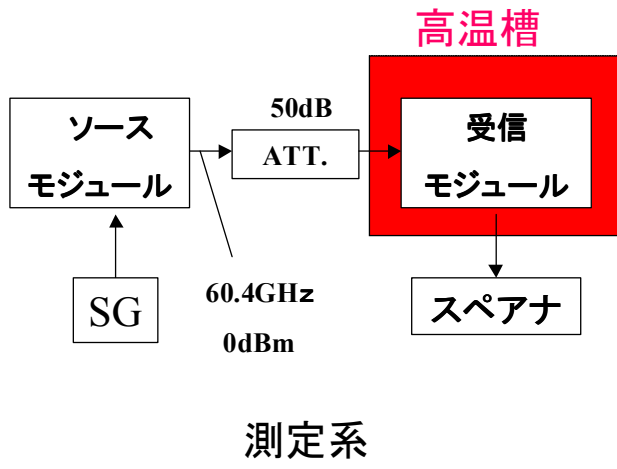 高温槽
ソース
モジュール
50dB
ATT.
受信
モジュール
SG
60.4GHz
0dBm
スペアナ
測定系